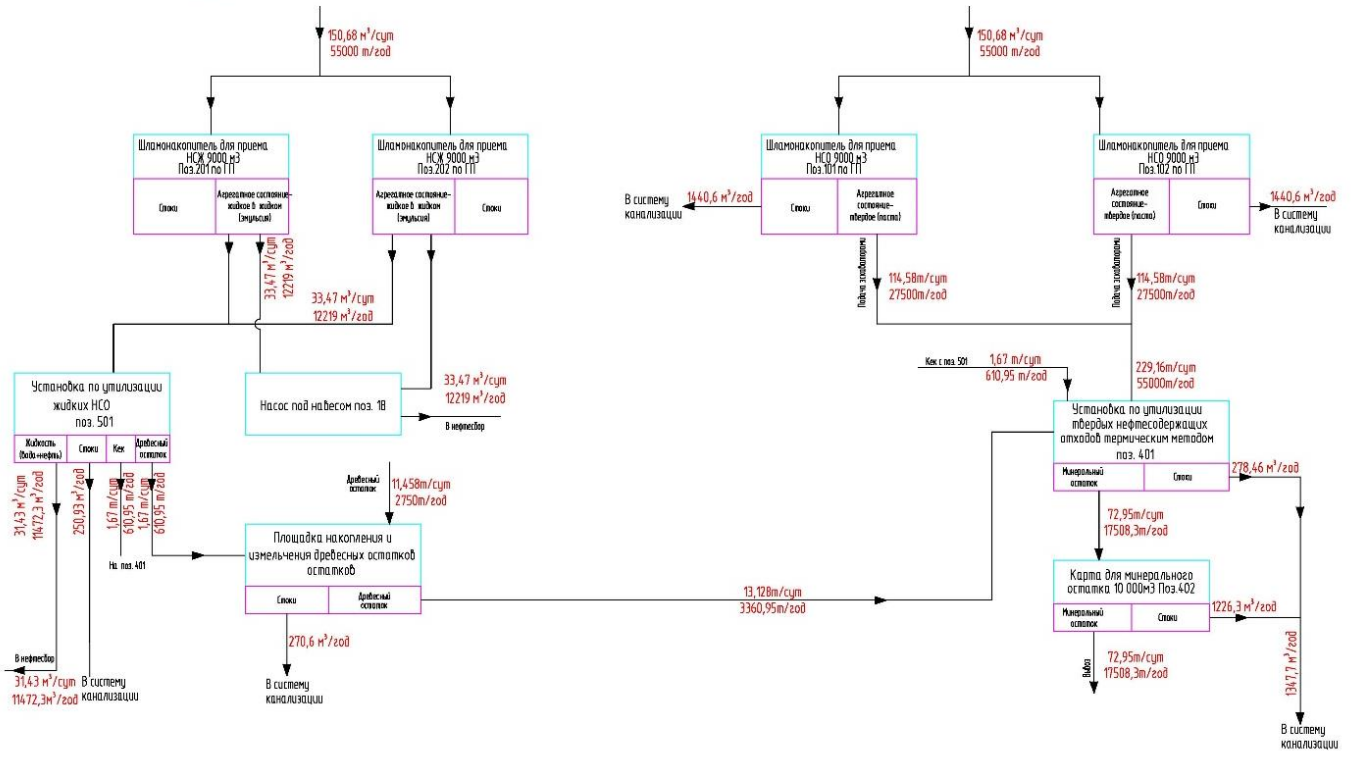 150,68 м³/сут
55000 т/год
Шламонакопитель для приема
НСЖ 9000 м3
Поз.201 по ГП
Стоки
Агрегатное состояние-
жидкое в жидком
(эмульсия)
Шламонакопитель для приема
НСЖ 9000 м3
Поз.202 по ГП
Агрегатное состояние-
жидкое в жидком
(эмульсия)
Стоки
33,47 м³/сут
12219 м³/год
33,47 м³/сут
12219 м³/год
Установка по утилизации
жидких НСО
поз. 501
Жидкость
(вода+нефть)
Стоки
Кек
Древесный
остаток
Насос под навесом поз. 18
33,47 м³/сут
12219 м³/год
В нефтесбор
31,43 м³/сут
11472,3 м³/год
250,93 м³/год
1,67 т/сут
610,95 т/год
1,67 т/сут
610,95 т/год
На поз. 401
Древесный
остаток
11,458т/сут
2750т/год
Площадка накопления и
измельчения древесных остатков
остатков
Стоки
Древесный
остаток
270,6 м³/год
В систему
канализации
В нефтесбор
31,43 м³/сут
11472,3м³/год
В систему
канализации
13,128т/сут
3360,95т/год
150,68 м³/сут
55000 т/год
Шламонакопитель для приема
НСО 9000 м3
Поз.101 по ГП
Стоки
Агрегатное
состояние-
твердое (паста)
В систему
канализации
1440,6 м³/год
Шламонакопитель для приема
НСО 9000 м3
Поз.102 по ГП
Агрегатное
состояние-
твердое (паста)
Стоки
1440,6 м³/год
В систему
канализации
Подача экскаваторами
114,58т/сут
27500т/год
Подача экскаваторами
114,58т/сут
27500т/год
Кек с поз. 501
1,67 т/сут
610,95 т/год
229,16т/сут
55000т/год
Установка по утилизации
твердых нефтесодержащих
отходов термическим методом
поз. 401
Минеральный
остаток
Стоки
278,46 м³/год
72,95т/сут
17508,3т/год
Карта для минерального
остатка 10 000м3 Поз.402
Минеральный
остаток
Стоки
1226,3 м³/год
Вывоз
72,95т/сут
17508,3т/год
1347,7 м³/год
В систему
канализации